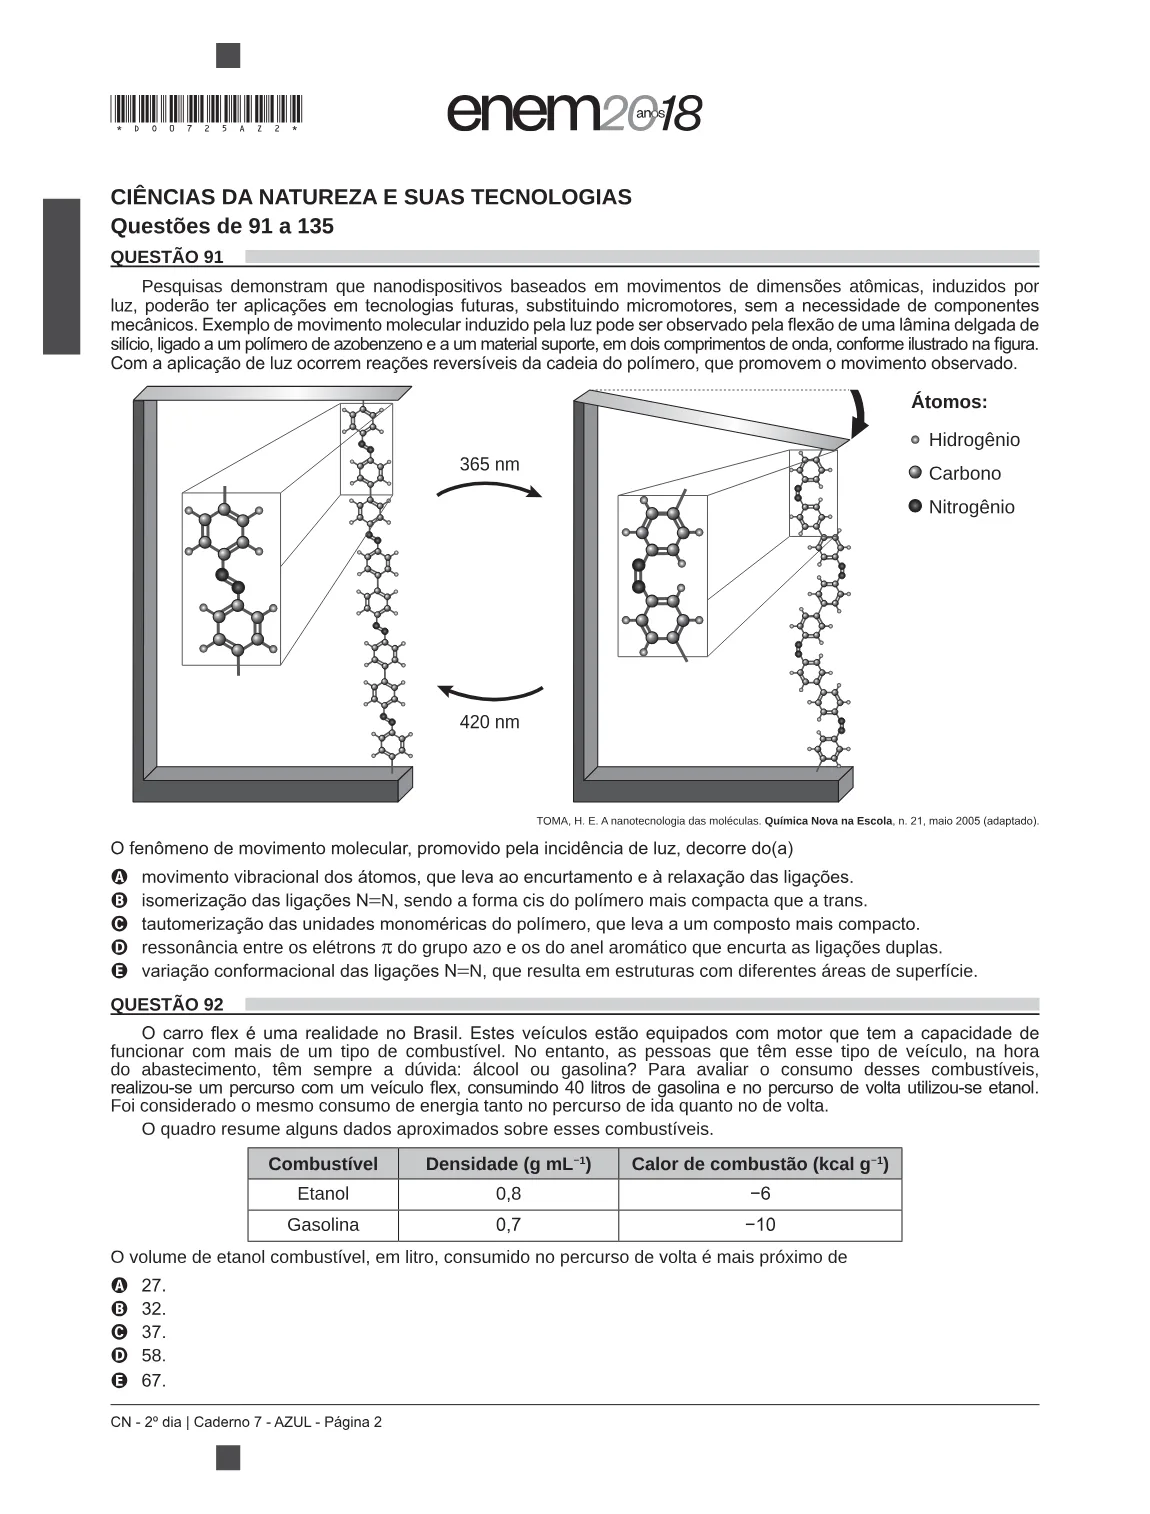 *D00725AZ2*
enem2018
anos
CIÊNCIAS DA NATUREZA E SUAS TECNOLOGIAS
Questões de 91 a 135
QUESTÃO 91
Pesquisas demonstram que nanodispositivos baseados em movimentos de dimensões atômicas, induzidos por
luz, poderão ter aplicações em tecnologias futuras, substituindo micromotores, sem a necessidade de componentes
mecânicos. Exemplo de movimento molecular induzido pela luz pode ser observado pela flexão de uma lâmina delgada de
silício, ligado a um polímero de azobenzeno e a um material suporte, em dois comprimentos de onda, conforme ilustrado na figura.
Com a aplicação de luz ocorrem reações reversíveis da cadeia do polímero, que promovem o movimento observado.
365 nm
420 nm
Átomos:
Hidrogênio
Carbono
Nitrogênio
TOMA, H. E. A nanotecnologia das moléculas. Química Nova na Escola, n. 21, maio 2005 (adaptado).
O fenômeno de movimento molecular, promovido pela incidência de luz, decorre do(a)
A movimento vibracional dos átomos, que leva ao encurtamento e à relaxação das ligações.
B isomerização das ligações N=N, sendo a forma cis do polímero mais compacta que a trans.
C tautomerização das unidades monoméricas do polímero, que leva a um composto mais compacto.
D ressonância entre os elétrons π do grupo azo e os do anel aromático que encurta as ligações duplas.
E variação conformacional das ligações N=N, que resulta em estruturas com diferentes áreas de superfície.
QUESTÃO 92
O carro flex é uma realidade no Brasil. Estes veículos estão equipados com motor que tem a capacidade de
funcionar com mais de um tipo de combustível. No entanto, as pessoas que têm esse tipo de veículo, na hora
do abastecimento, têm sempre a dúvida: álcool ou gasolina? Para avaliar o consumo desses combustíveis,
realizou-se um percurso com um veículo flex, consumindo 40 litros de gasolina e no percurso de volta utilizou-se etanol.
Foi considerado o mesmo consumo de energia tanto no percurso de ida quanto no de volta.
O quadro resume alguns dados aproximados sobre esses combustíveis.
Combustível Densidade (g mL⁻¹) Calor de combustão (kcal g⁻¹)
Etanol 0,8 −6
Gasolina 0,7 −10
O volume de etanol combustível, em litro, consumido no percurso de volta é mais próximo de
A 27.
B 32.
C 37.
D 58.
E 67.
CN - 2º dia | Caderno 7 - AZUL - Página 2